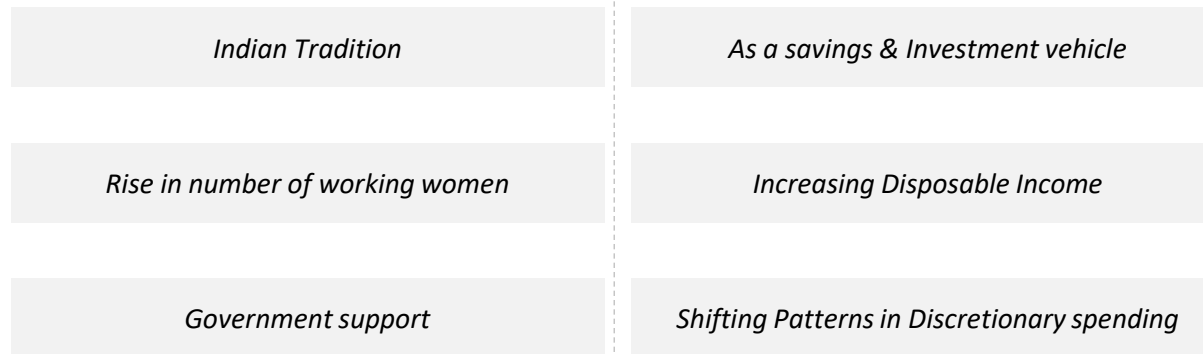 Indian Tradition
As a savings & Investment vehicle
Rise in number of working women
Increasing Disposable Income
Government support
Shifting Patterns in Discretionary spending